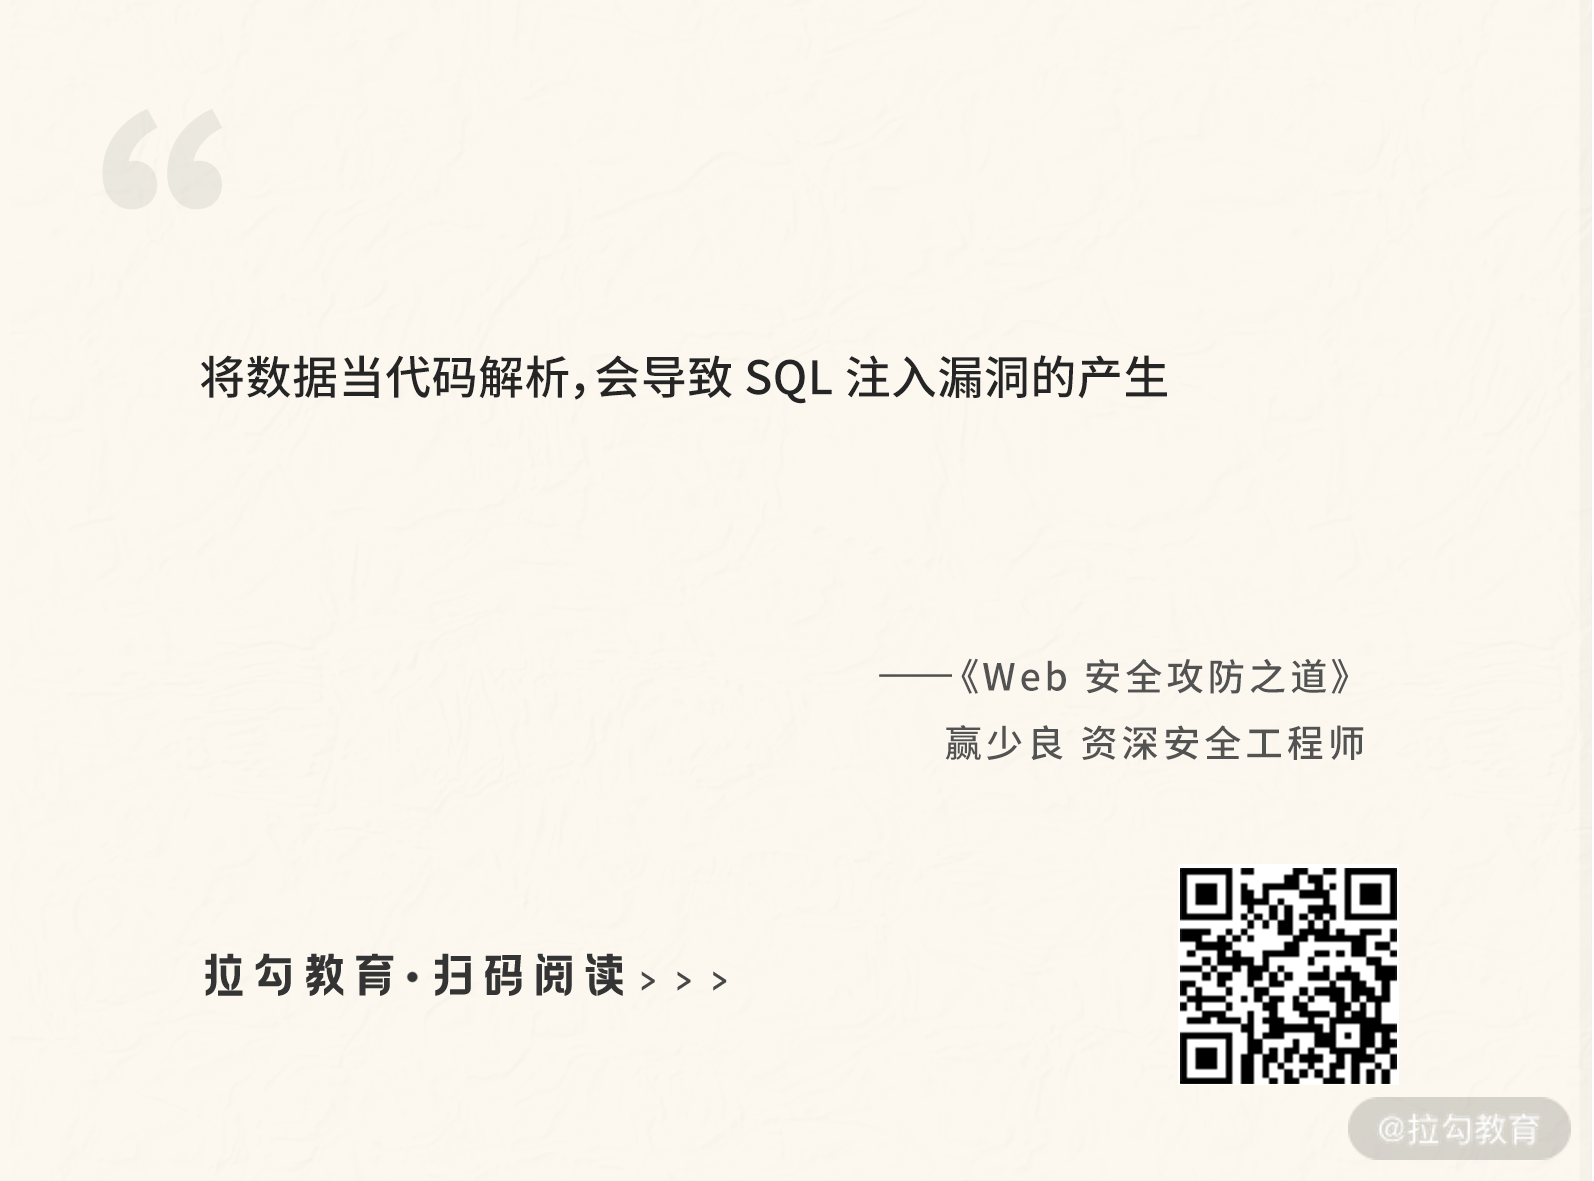 “
将数据当代码解析，会导致 SQL 注入漏洞的产生
——《Web 安全攻防之道》
赢少良 资深安全工程师
拉勾教育·扫码阅读 > > >
@拉勾教育